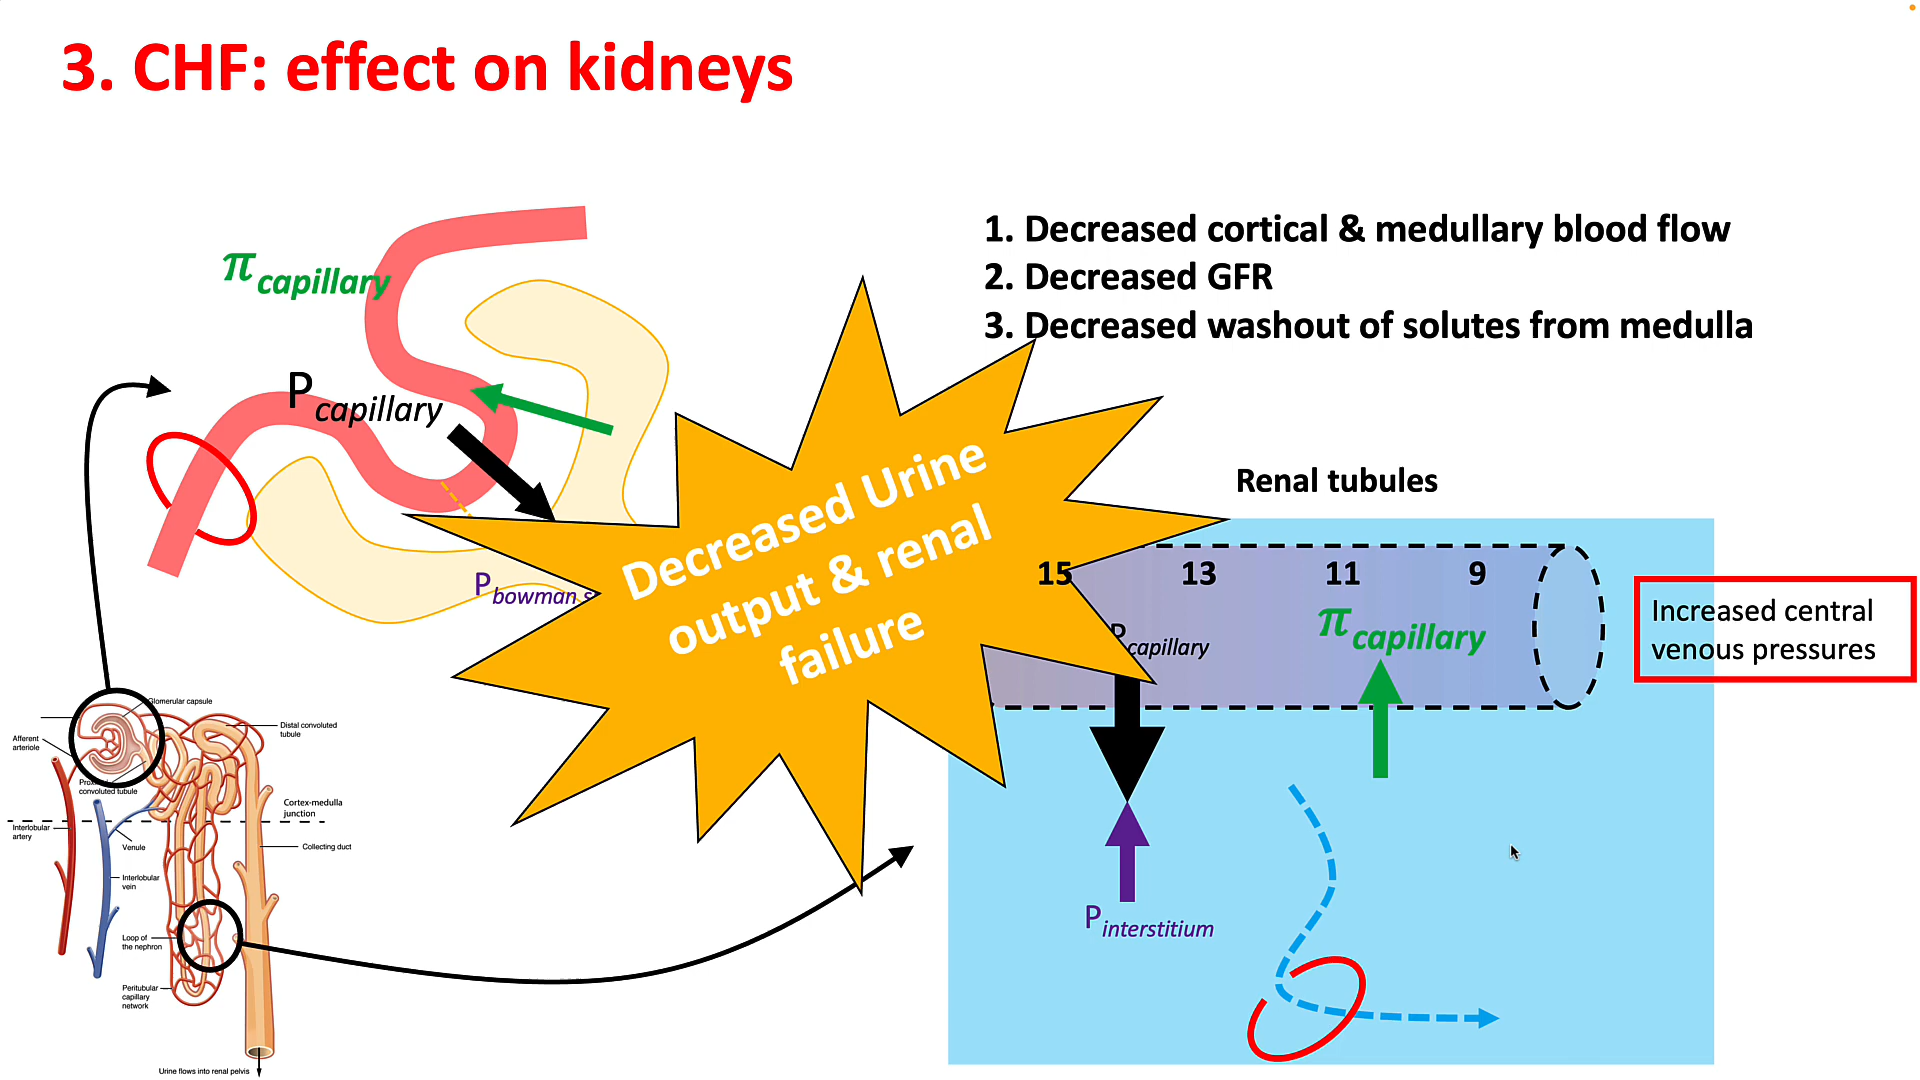 3. CHF: effect on kidneys
1. Decreased cortical & medullary blood flow
2. Decreased GFR
3. Decreased washout of solutes from medulla
π capillary
P capillary
P bowman s
Decreased Urine
output & renal
failure
Renal tubules
15 13 11 9
P capillary
π capillary
Increased central
venous pressures
P interstitium
Glomerular capsule
Distal convoluted
tubule
Afferent
arteriole
convoluted tubule
Cortex-medulla
junction
Interlobular
artery
Venule
Collecting duct
Interlobular
vein
Loop of
the nephron
Peritubular
capillary
network
Urine flows into renal pelvis